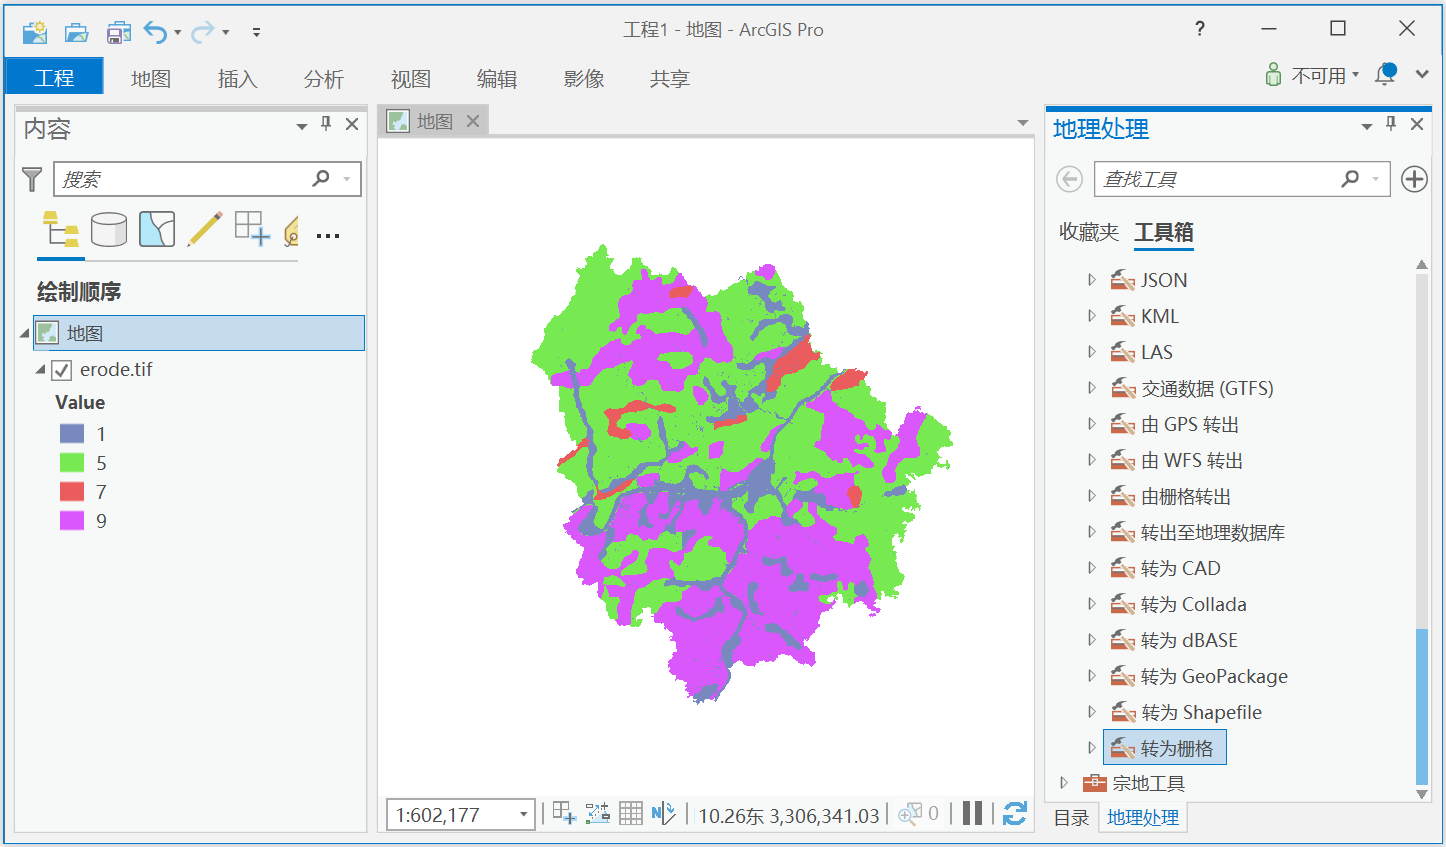 工程1 - 地图 - ArcGIS Pro
?
工程 地图 插入 分析 视图 编辑 影像 共享
不可用
内容
搜索
绘制顺序
地图
erode.tif
Value
1
5
7
9
地图
1:602,177
10.26东 3,306,341.03
0
地理处理
查找工具
收藏夹 工具箱
JSON
KML
LAS
交通数据 (GTFS)
由 GPS 转出
由 WFS 转出
由栅格转出
转出至地理数据库
转为 CAD
转为 Collada
转为 dBASE
转为 GeoPackage
转为 Shapefile
转为栅格
宗地工具
目录 地理处理